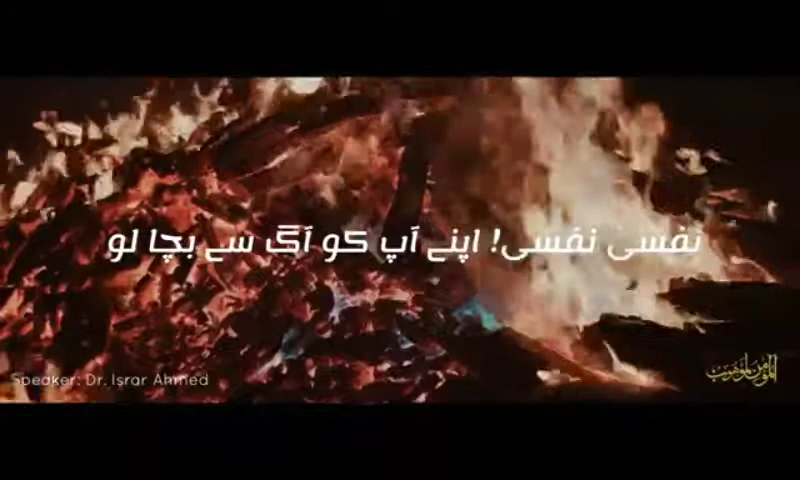 نفسی نفسی! اپنے آپ کو آگ سے بچا لو
Speaker: Dr. Israr Ahmed